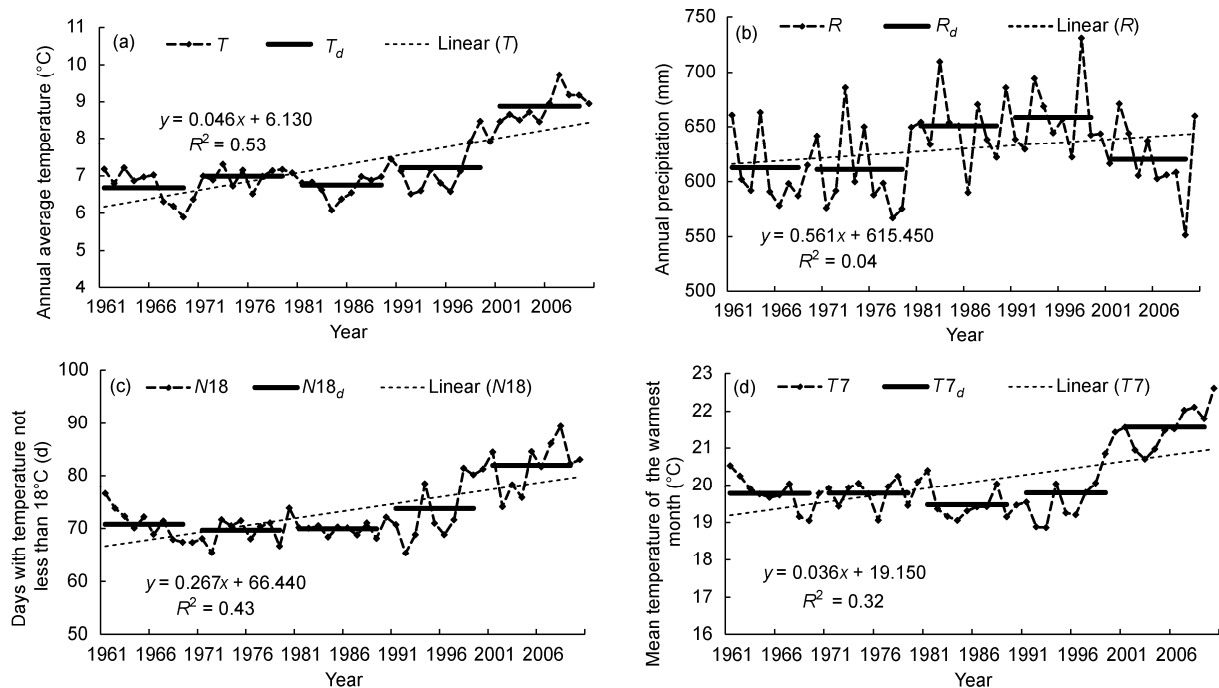 (a) T T_d Linear (T)
Annual average temperature (°C)
11
10
9
8
7
6
5
4
y = 0.046x + 6.130
R² = 0.53
1961 1966 1971 1976 1981 1986 1991 1996 2001 2006
Year
(b) R R_d Linear (R)
Annual precipitation (mm)
750
700
650
600
550
500
y = 0.561x + 615.450
R² = 0.04
1961 1966 1971 1976 1981 1986 1991 1996 2001 2006
Year
(c) N18 N18_d Linear (N18)
Days with temperature not
less than 18°C (d)
100
90
80
70
60
50
y = 0.267x + 66.440
R² = 0.43
1961 1966 1971 1976 1981 1986 1991 1996 2001 2006
Year
(d) T7 T7_d Linear (T7)
Mean temperature of the warmest
month (°C)
23
22
21
20
19
18
17
16
y = 0.036x + 19.150
R² = 0.32
1961 1966 1971 1976 1981 1986 1991 1996 2001 2006
Year